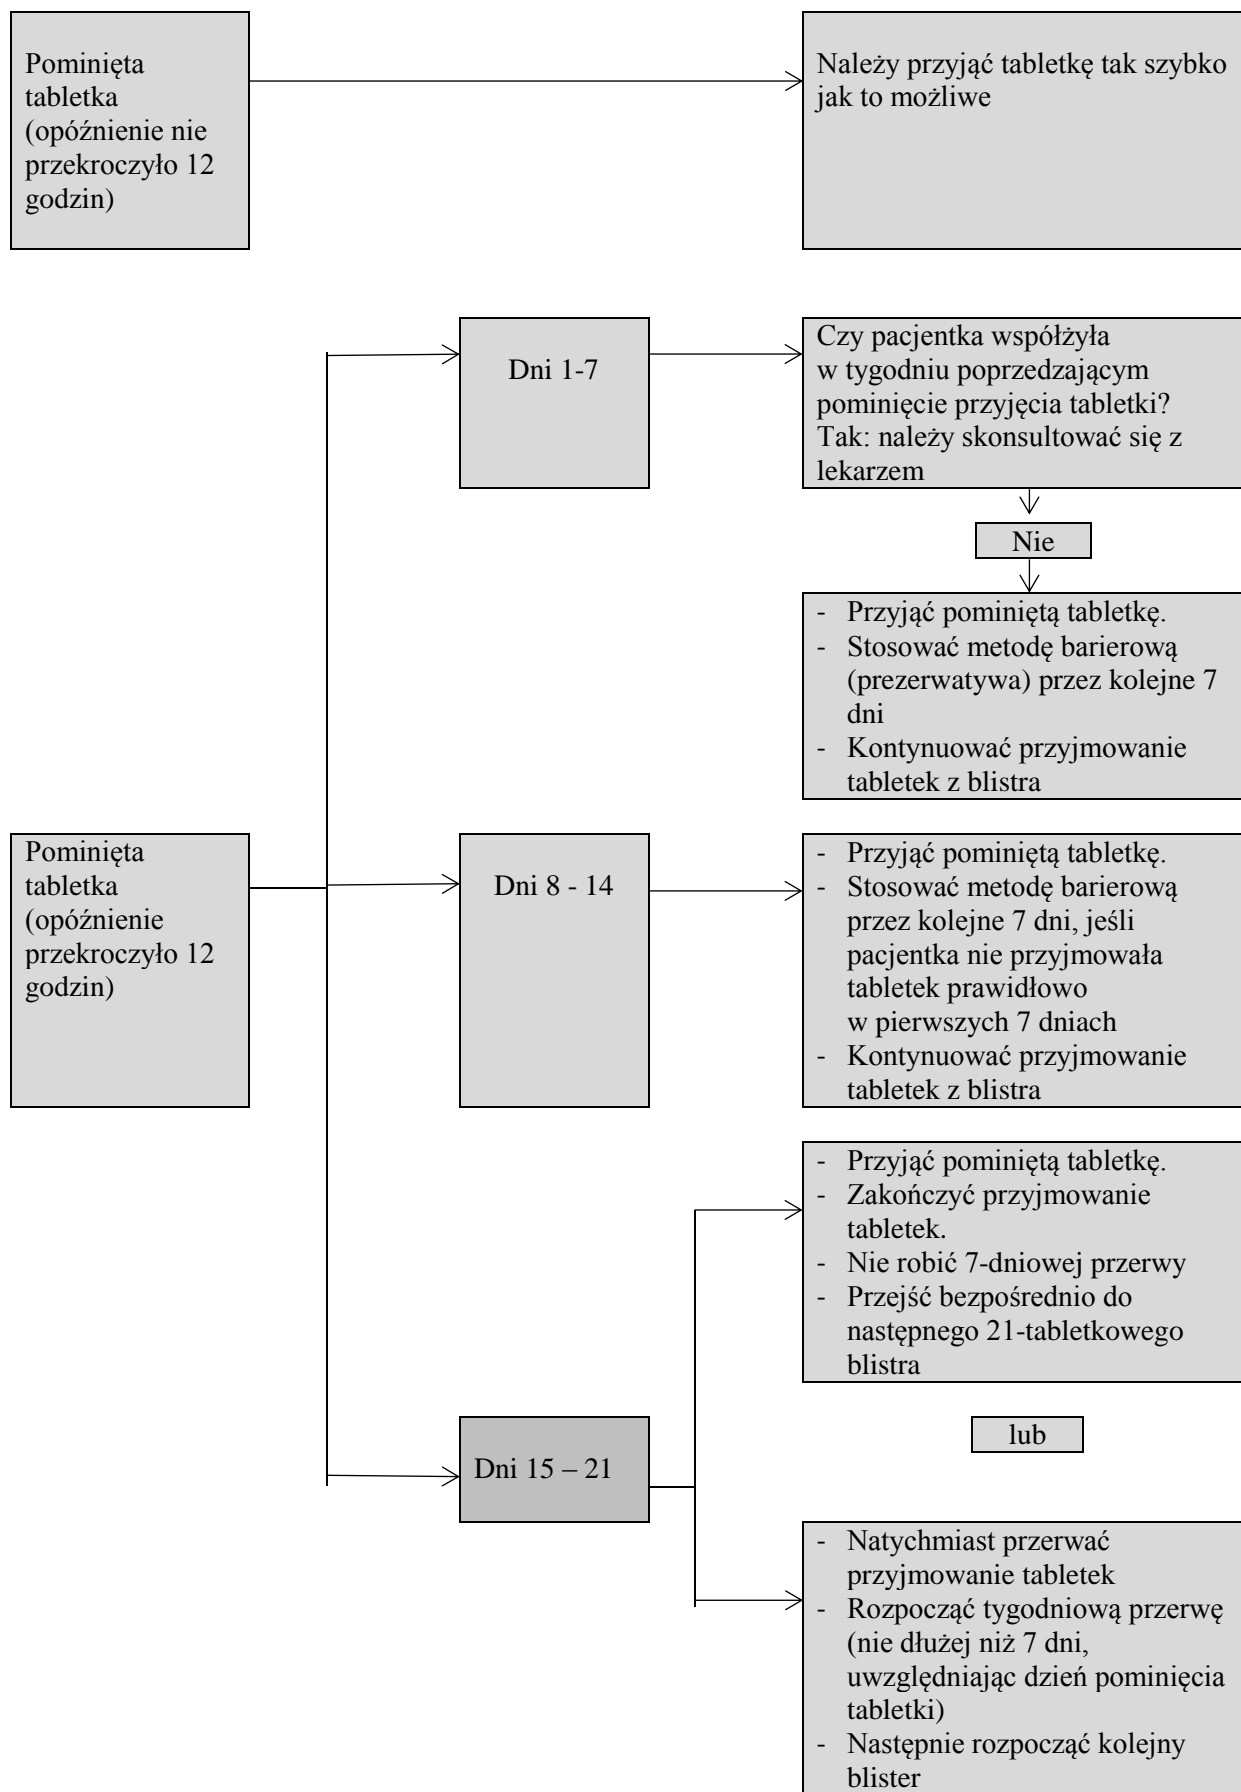 Pominięta
tabletka
(opóźnienie nie
przekroczyło 12
godzin)
Należy przyjąć tabletkę tak szybko
jak to możliwe
Dni 1-7
Czy pacjentka współżyła
w tygodniu poprzedzającym
pominięcie przyjęcia tabletki?
Tak: należy skonsultować się z
lekarzem
Nie
- Przyjąć pominiętą tabletkę.
- Stosować metodę barierową
(prezerwatywa) przez kolejne 7
dni
- Kontynuować przyjmowanie
tabletek z blistra
Pominięta
tabletka
(opóźnienie
przekroczyło 12
godzin)
Dni 8 - 14
- Przyjąć pominiętą tabletkę.
- Stosować metodę barierową
przez kolejne 7 dni, jeśli
pacjentka nie przyjmowała
tabletek prawidłowo
w pierwszych 7 dniach
- Kontynuować przyjmowanie
tabletek z blistra
- Przyjąć pominiętą tabletkę.
- Zakończyć przyjmowanie
tabletek.
- Nie robić 7-dniowej przerwy
- Przejść bezpośrednio do
następnego 21-tabletkowego
blistra
lub
Dni 15 – 21
- Natychmiast przerwać
przyjmowanie tabletek
- Rozpocząć tygodniową przerwę
(nie dłużej niż 7 dni,
uwzględniając dzień pominięcia
tabletki)
- Następnie rozpocząć kolejny
blister